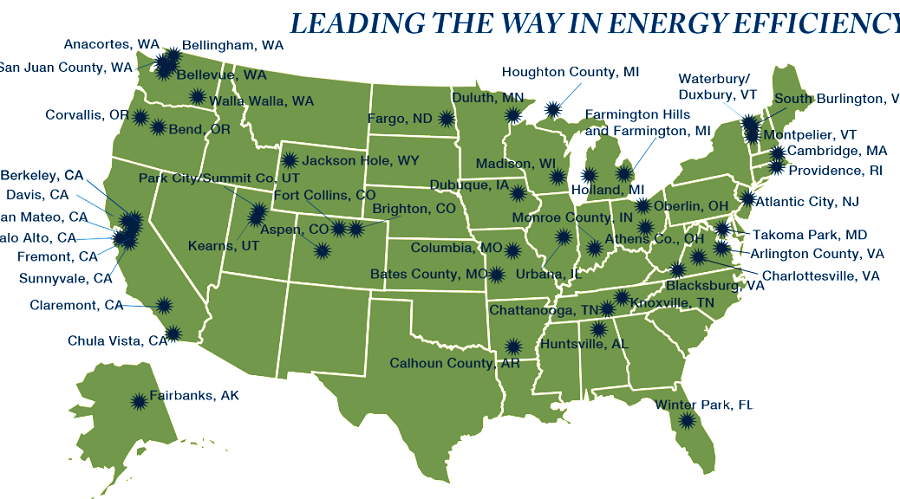 LEADING THE WAY IN ENERGY EFFICIENCY
Anacortes, WA
Bellingham, WA
San Juan County, WA
Bellevue, WA
Walla Walla, WA
Corvallis, OR
Bend, OR
Houghton County, MI
Duluth, MN
Fargo, ND
Waterbury/
Duxbury, VT
South Burlington, V
Farmington Hills
and Farmington, MI
Montpelier, VT
Cambridge, MA
Providence, RI
Jackson Hole, WY
Madison, WI
Park City/Summit Co. UT
Berkeley, CA
Davis, CA
an Mateo, CA
alo Alto, CA
Fremont, CA
Sunnyvale, CA
Fort Collins, CO
Brighton, CO
Dubuque, IA
Holland, MI
Oberlin, OH
Atlantic City, NJ
Monroe County, IN
Aspen, CO
Kearns, UT
Columbia, MO
Athens Co., OH
Takoma Park, MD
Arlington County, VA
Bates County, MO
Urbana, IL
Charlottesville, VA
Blacksburg, VA
Claremont, CA
Chattanooga, TN
Knoxville, TN
Chula Vista, CA
Huntsville, AL
Calhoun County, AR
Fairbanks, AK
Winter Park, FL